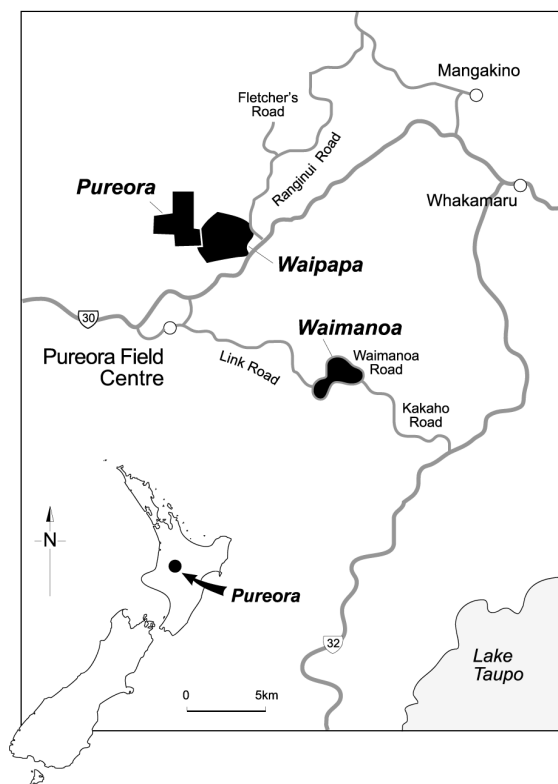 Mangakino
Fletcher's
Road
Ranginui Road
Pureora
Whakamaru
Waipapa
30
Waimanoa
Pureora Field
Centre
Link Road
Waimanoa
Road
Kakaho
Road
N
Pureora
32
0 5km
Lake
Taupo